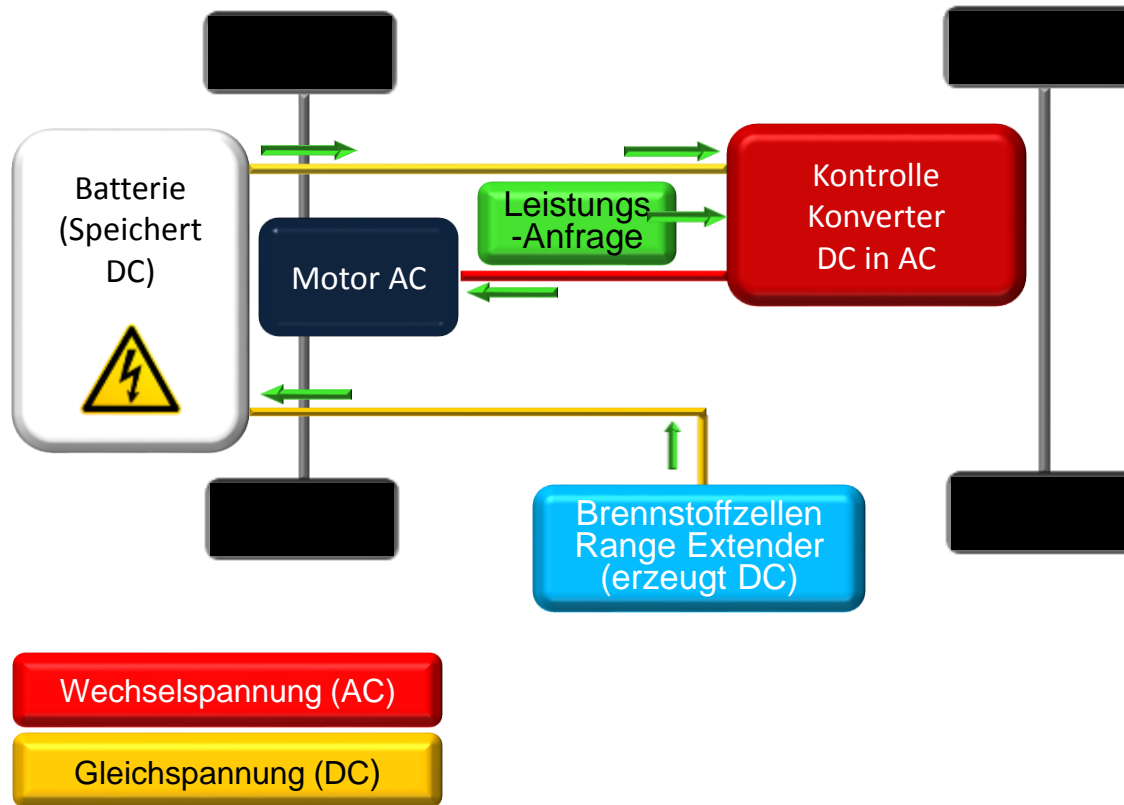 Batterie
(Speichert
DC)
Motor AC
Leistungs
-Anfrage
Kontrolle
Konverter
DC in AC
Brennstoffzellen
Range Extender
(erzeugt DC)
Wechselspannung (AC)
Gleichspannung (DC)